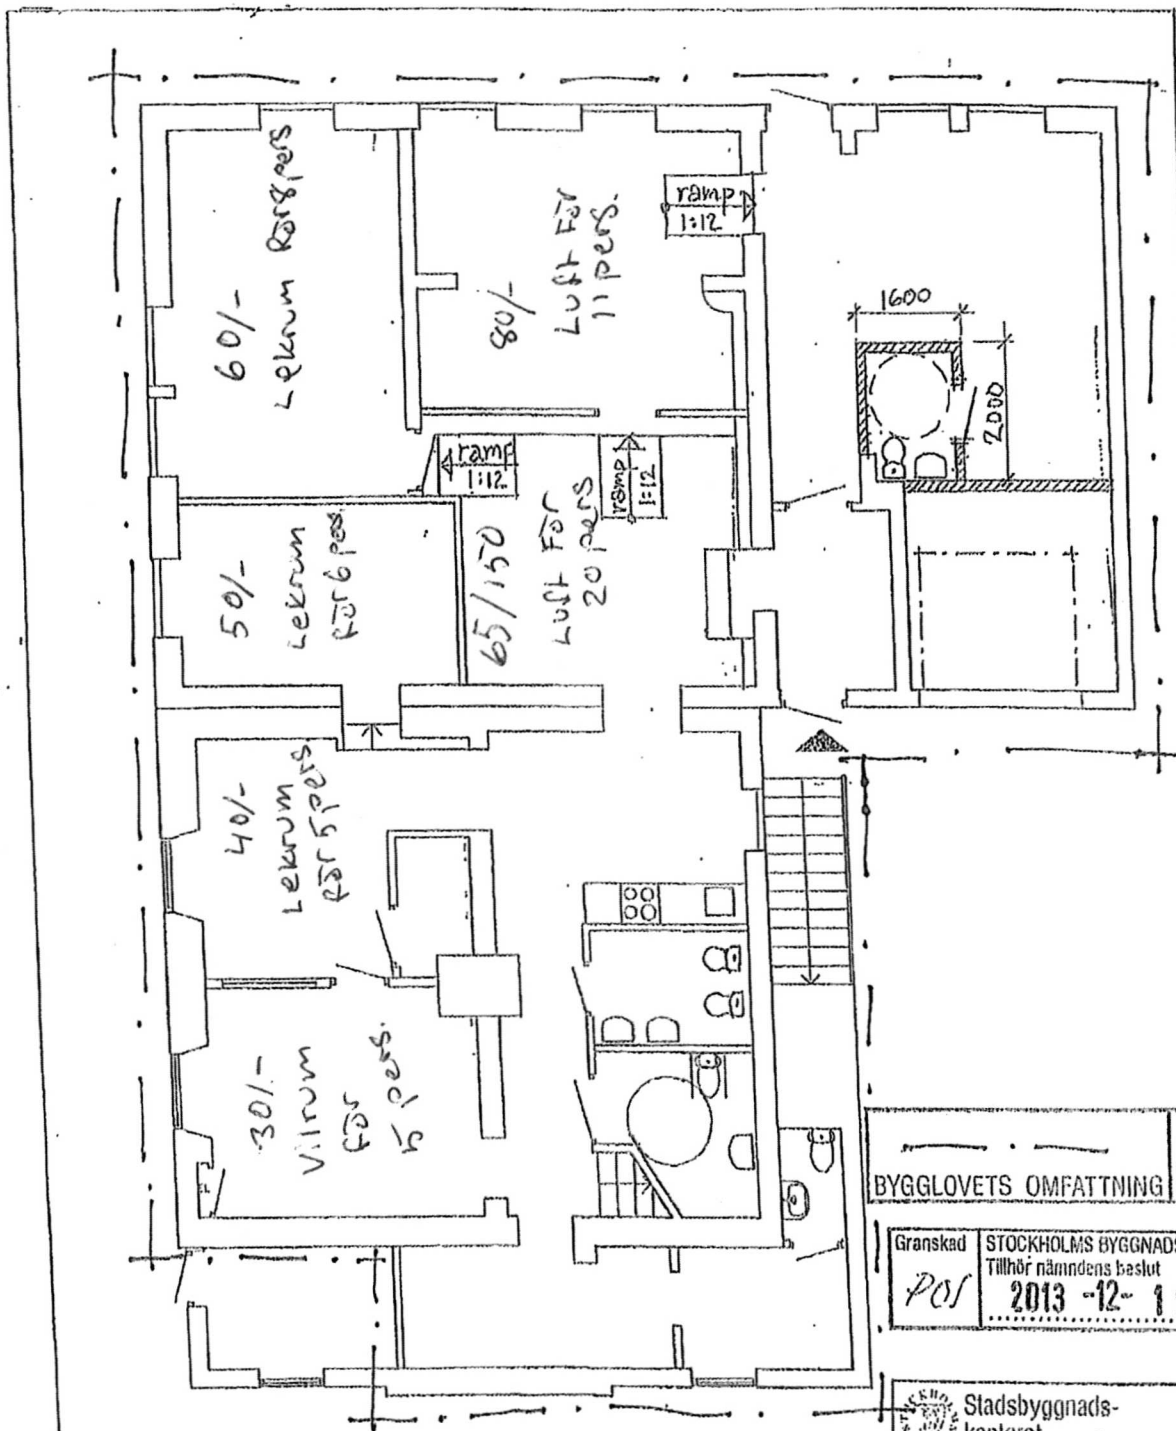 60/-
Lekrum för 8 pers
80/-
Luft För
11 pers.
ramp
1:12
1600
2000
ramp
1:12
ramp
1:12
50/-
Lekrum
för 6 pers.
65/150
Luft För
20 pers
40/-
Lekrum
för 5 pers
30/-
Vilrum
för
5 pers.
EL
BYGGLOVETS OMFATTNING
Granskad
STOCKHOLMS BYGGNADS
Tillhör nämndens beslut
2013 -12- 1
Stadsbyggnads-